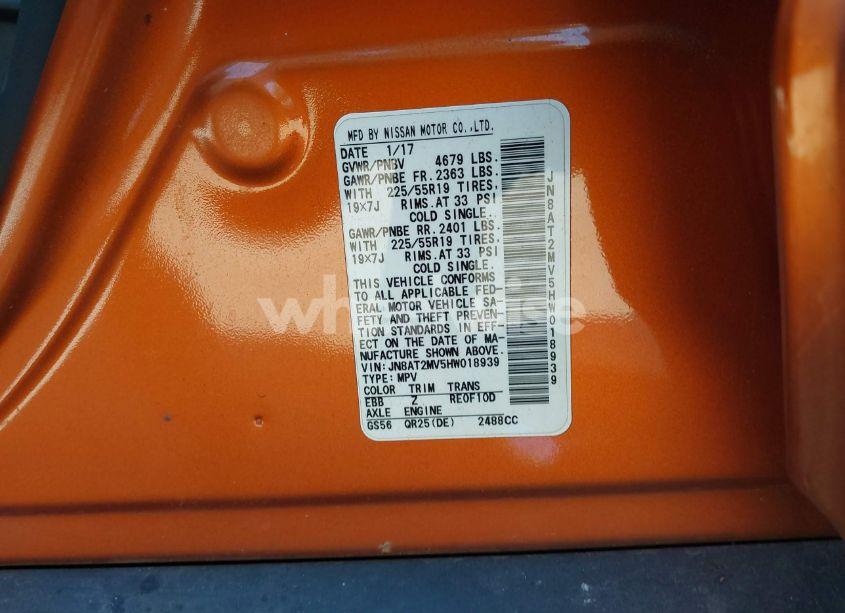 MFD BY NISSAN MOTOR CO.,LTD.
DATE 1/17
GVWR/PNBV 4679 LBS.
GAWR/PNBE FR. 2363 LBS.
WITH 225/55R19 TIRES,
19×7J RIMS.AT 33 PSI
COLD SINGLE.
GAWR/PNBE RR. 2401 LBS.
WITH 225/55R19 TIRES,
19×7J RIMS.AT 33 PSI
COLD SINGLE.
THIS VEHICLE CONFORMS
TO ALL APPLICABLE FED-
ERAL MOTOR VEHICLE SA-
FETY AND THEFT PREVEN-
TION STANDARDS IN EFF-
ECT ON THE DATE OF MA-
NUFACTURE SHOWN ABOVE.
VIN:JN8AT2MV5HW018939
TYPE:MPV
COLOR TRIM TRANS
EBB Z RE0F10D
AXLE ENGINE
GS56 QR25(DE) 2488CC
JN8AT2MV5HW018939